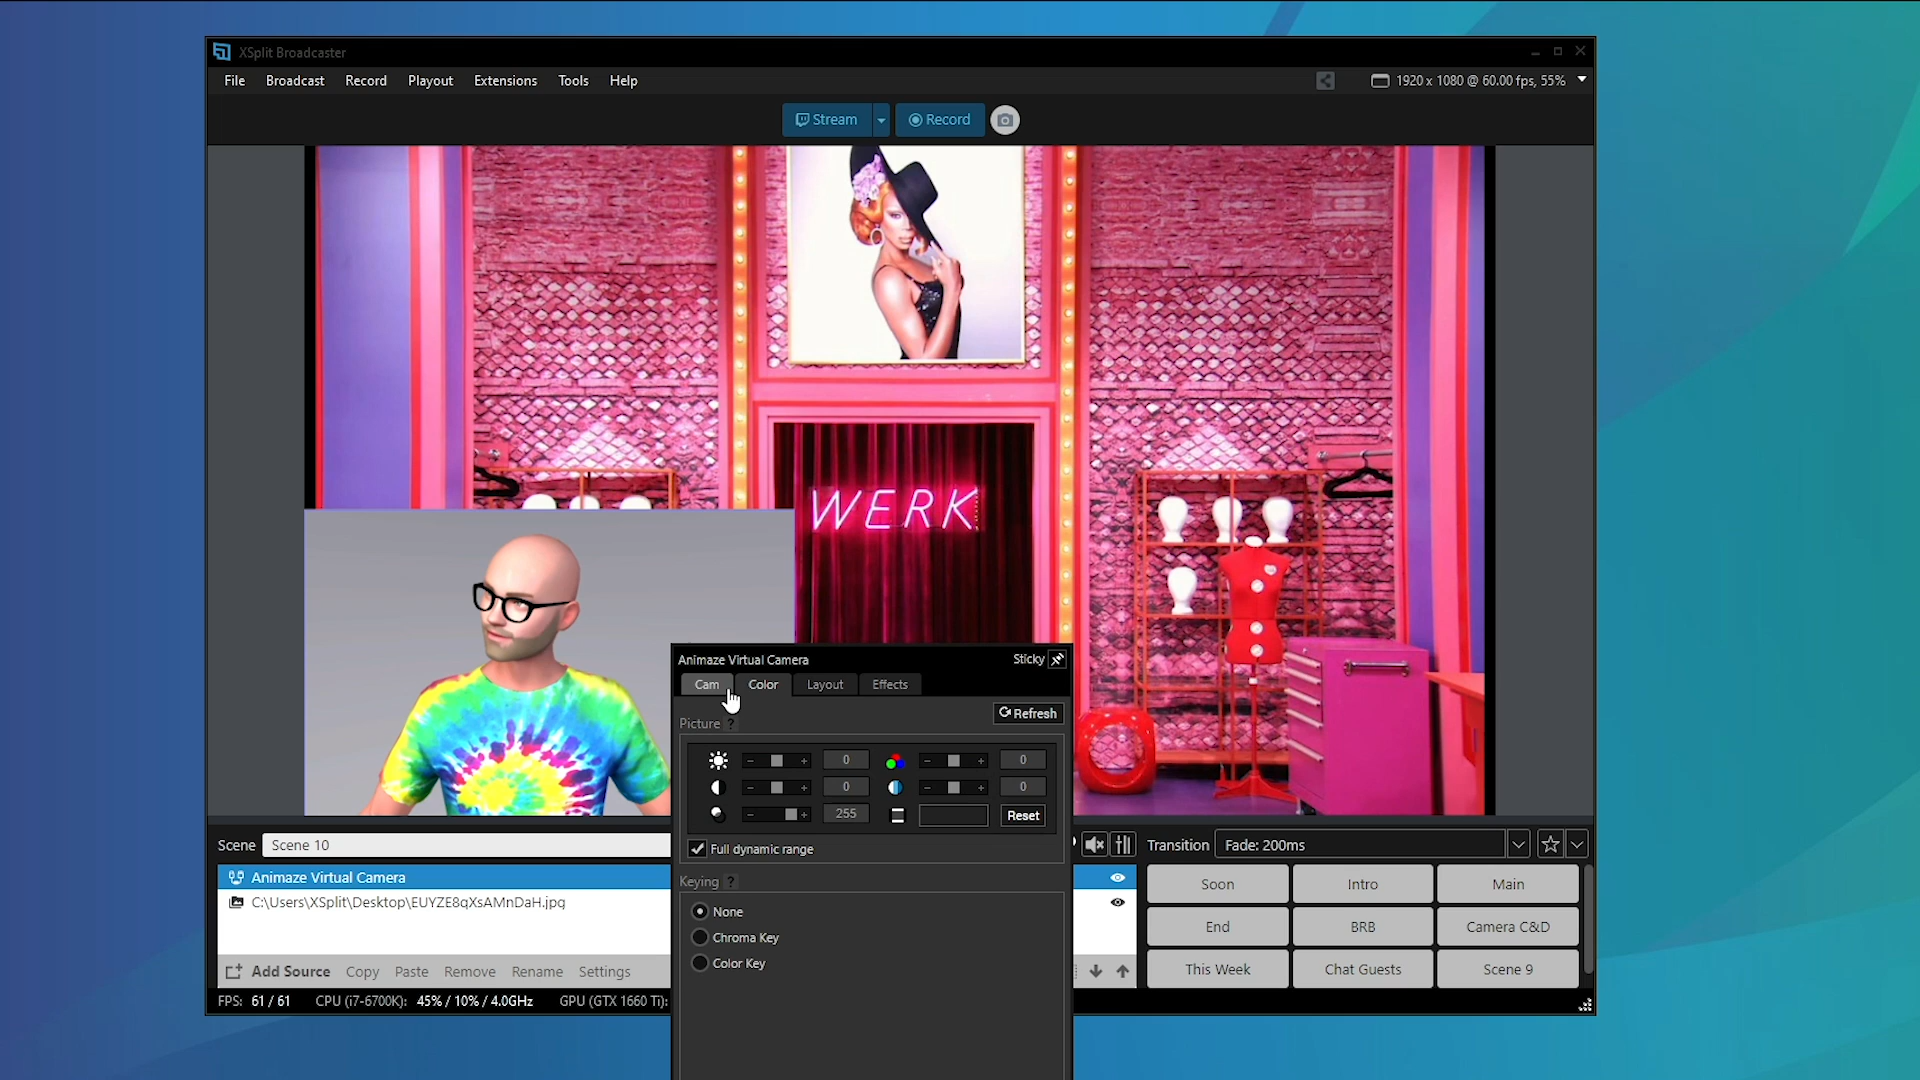 XSplit Broadcaster
File Broadcast Record Playout Extensions Tools Help
1920 x 1080 @ 60.00 fps, 55%
Stream Record
WERK
Animaze Virtual Camera Sticky
Cam Color Layout Effects
Picture ? Refresh
- + 0 - + 0
- + 0 - + 0
- + 255 Reset
Full dynamic range
Keying ?
None
Chroma Key
Color Key
Scene Scene 10
Animaze Virtual Camera
C:\Users\XSplit\Desktop\EUYZE8qXsAMnDaH.jpg
Add Source Copy Paste Remove Rename Settings
FPS: 61 / 61 CPU (i7-6700K): 45% / 10% / 4.0GHz GPU (GTX 1660 Ti):
Transition Fade: 200ms
Soon Intro Main
End BRB Camera C&D
This Week Chat Guests Scene 9